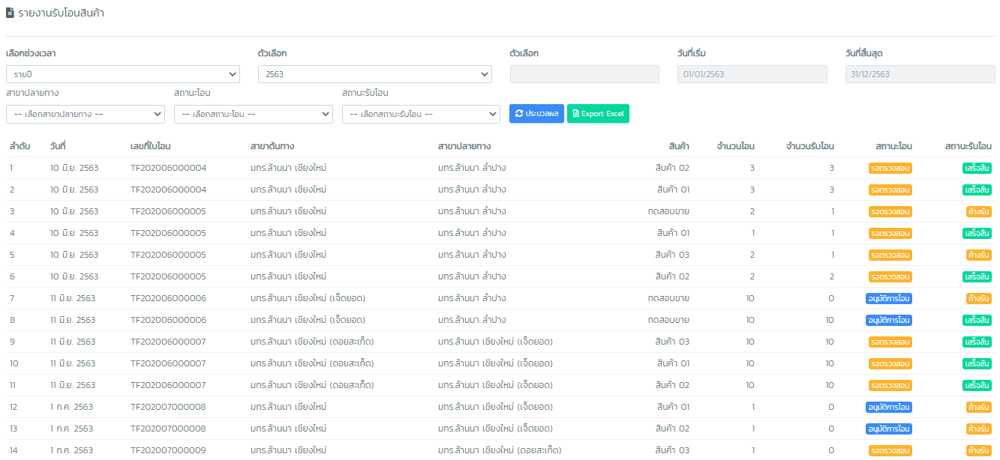 รายงานรับโอนสินค้า
เลือกช่วงเวลา ตัวเลือก ตัวเลือก วันที่เริ่ม วันที่สิ้นสุด
รายปี 2563 01/01/2563 31/12/2563
สาขาปลายทาง สถานะโอน สถานะรับโอน
-- เลือกสาขาปลายทาง -- -- เลือกสถานะโอน -- -- เลือกสถานะรับโอน -- ประมวลผล Export Excel
ลำดับ วันที่ เลขที่ใบโอน สาขาต้นทาง สาขาปลายทาง สินค้า จำนวนโอน จำนวนรับโอน สถานะโอน สถานะรับโอน
1 10 มิ.ย. 2563 TF202006000004 มทร.ล้านนา เชียงใหม่ มทร.ล้านนา ลำปาง สินค้า 02 3 3 รอตรวจสอบ เสร็จสิ้น
2 10 มิ.ย. 2563 TF202006000004 มทร.ล้านนา เชียงใหม่ มทร.ล้านนา ลำปาง สินค้า 01 3 3 รอตรวจสอบ เสร็จสิ้น
3 10 มิ.ย. 2563 TF202006000005 มทร.ล้านนา เชียงใหม่ มทร.ล้านนา ลำปาง ทดสอบขาย 2 1 รอตรวจสอบ ค้างรับ
4 10 มิ.ย. 2563 TF202006000005 มทร.ล้านนา เชียงใหม่ มทร.ล้านนา ลำปาง สินค้า 01 1 1 รอตรวจสอบ เสร็จสิ้น
5 10 มิ.ย. 2563 TF202006000005 มทร.ล้านนา เชียงใหม่ มทร.ล้านนา ลำปาง สินค้า 03 2 1 รอตรวจสอบ ค้างรับ
6 10 มิ.ย. 2563 TF202006000005 มทร.ล้านนา เชียงใหม่ มทร.ล้านนา ลำปาง สินค้า 02 2 2 รอตรวจสอบ เสร็จสิ้น
7 11 มิ.ย. 2563 TF202006000006 มทร.ล้านนา เชียงใหม่ (เจ็ดยอด) มทร.ล้านนา ลำปาง ทดสอบขาย 10 0 อนุมัติการโอน ค้างรับ
8 11 มิ.ย. 2563 TF202006000006 มทร.ล้านนา เชียงใหม่ (เจ็ดยอด) มทร.ล้านนา ลำปาง ทดสอบขาย 10 10 อนุมัติการโอน เสร็จสิ้น
9 11 มิ.ย. 2563 TF202006000007 มทร.ล้านนา เชียงใหม่ (ดอยสะเก็ด) มทร.ล้านนา เชียงใหม่ (เจ็ดยอด) สินค้า 03 10 10 รอตรวจสอบ เสร็จสิ้น
10 11 มิ.ย. 2563 TF202006000007 มทร.ล้านนา เชียงใหม่ (ดอยสะเก็ด) มทร.ล้านนา เชียงใหม่ (เจ็ดยอด) สินค้า 01 10 10 รอตรวจสอบ เสร็จสิ้น
11 11 มิ.ย. 2563 TF202006000007 มทร.ล้านนา เชียงใหม่ (ดอยสะเก็ด) มทร.ล้านนา เชียงใหม่ (เจ็ดยอด) สินค้า 02 10 10 รอตรวจสอบ เสร็จสิ้น
12 1 ก.ค. 2563 TF202007000008 มทร.ล้านนา เชียงใหม่ มทร.ล้านนา เชียงใหม่ (เจ็ดยอด) สินค้า 01 1 0 อนุมัติการโอน ค้างรับ
13 1 ก.ค. 2563 TF202007000008 มทร.ล้านนา เชียงใหม่ มทร.ล้านนา เชียงใหม่ (เจ็ดยอด) สินค้า 02 1 0 อนุมัติการโอน ค้างรับ
14 1 ก.ค. 2563 TF202007000009 มทร.ล้านนา เชียงใหม่ มทร.ล้านนา เชียงใหม่ (ดอยสะเก็ด) สินค้า 03 1 0 รอตรวจสอบ ค้างรับ